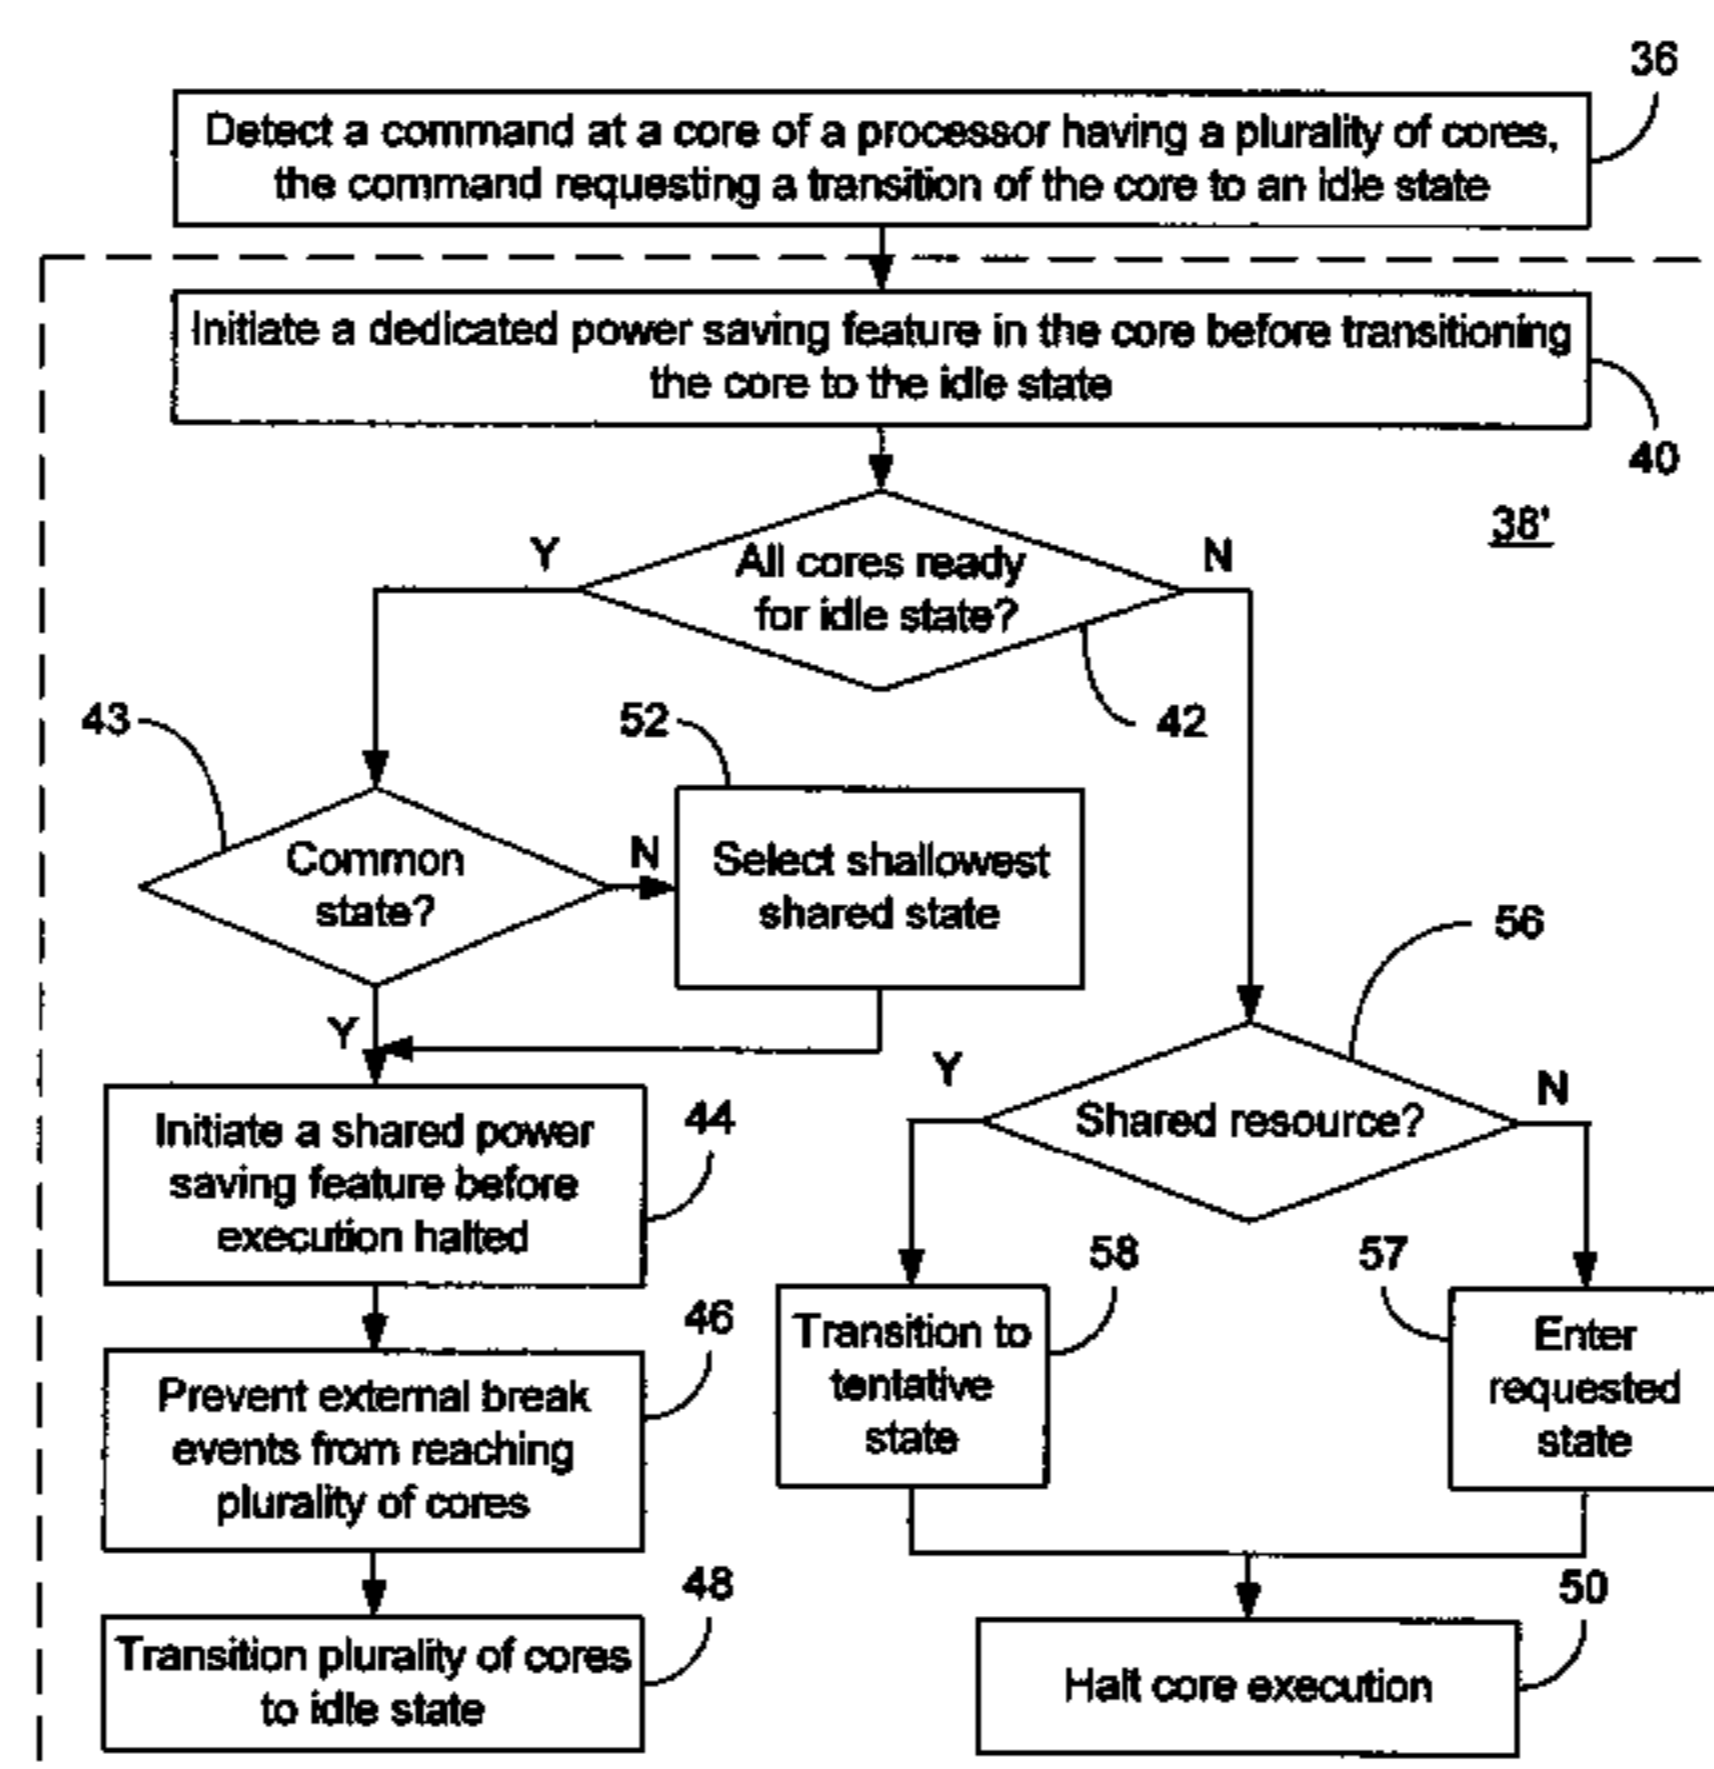 36
Detect a command at a core of a processor having a plurality of cores,
the command requesting a transition of the core to an idle state
Initiate a dedicated power saving feature in the core before transitioning
the core to the idle state
40
38'
Y
All cores ready
for idle state?
N
42
43
52
Common
state?
N
Select shallowest
shared state
56
Y
Y
Shared resource?
N
Initiate a shared power
saving feature before
execution halted
44
58
57
Transition to
tentative
state
Enter
requested
state
46
Prevent external break
events from reaching
plurality of cores
48
50
Transition plurality of cores
to idle state
Halt core execution